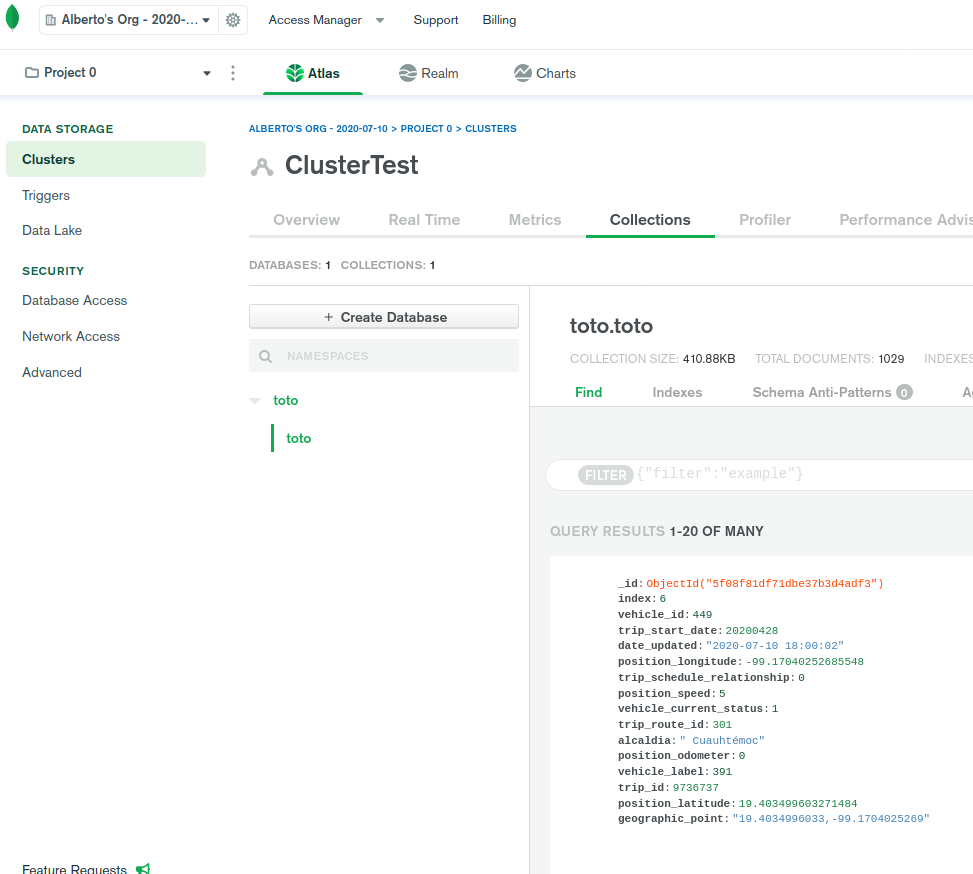 Alberto's Org - 2020-... Access Manager Support Billing
Project 0 Atlas Realm Charts
DATA STORAGE
Clusters
Triggers
Data Lake
SECURITY
Database Access
Network Access
Advanced
Feature Requests
ALBERTO'S ORG - 2020-07-10 > PROJECT 0 > CLUSTERS
ClusterTest
Overview Real Time Metrics Collections Profiler Performance Advis
DATABASES: 1 COLLECTIONS: 1
+ Create Database
NAMESPACES
toto
toto
toto.toto
COLLECTION SIZE: 410.88KB TOTAL DOCUMENTS: 1029 INDEXES
Find Indexes Schema Anti-Patterns 0 Ag
FILTER {"filter":"example"}
QUERY RESULTS 1-20 OF MANY
_id: ObjectId("5f08f81df71dbe37b3d4adf3")
index: 6
vehicle_id: 449
trip_start_date: 20200428
date_updated: "2020-07-10 18:00:02"
position_longitude: -99.17040252685548
trip_schedule_relationship: 0
position_speed: 5
vehicle_current_status: 1
trip_route_id: 301
alcaldia: " Cuauhtémoc"
position_odometer: 0
vehicle_label: 391
trip_id: 9736737
position_latitude: 19.403499603271484
geographic_point: "19.4034996033,-99.1704025269"